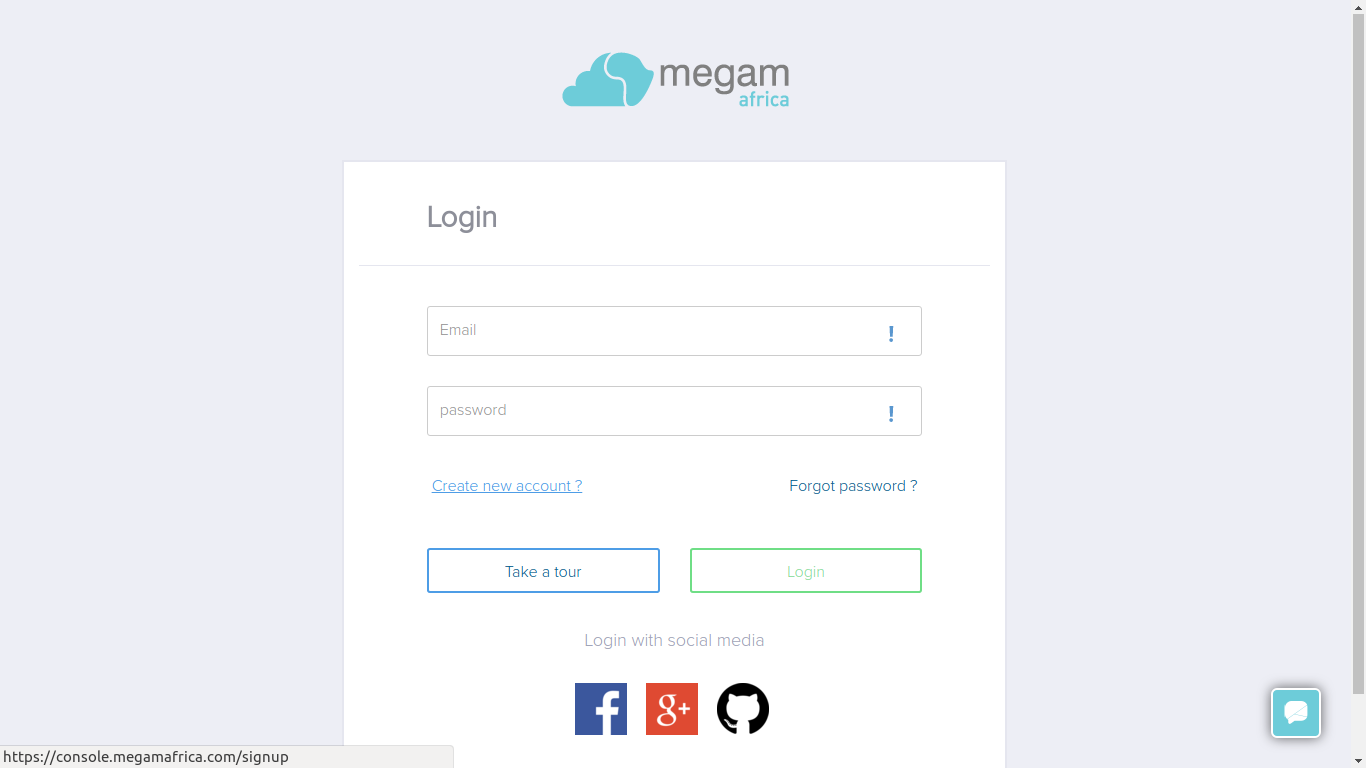 megam
africa
Login
Email
password
Create new account ?
Forgot password ?
Take a tour
Login
Login with social media
f
g+
https://console.megamafrica.com/signup